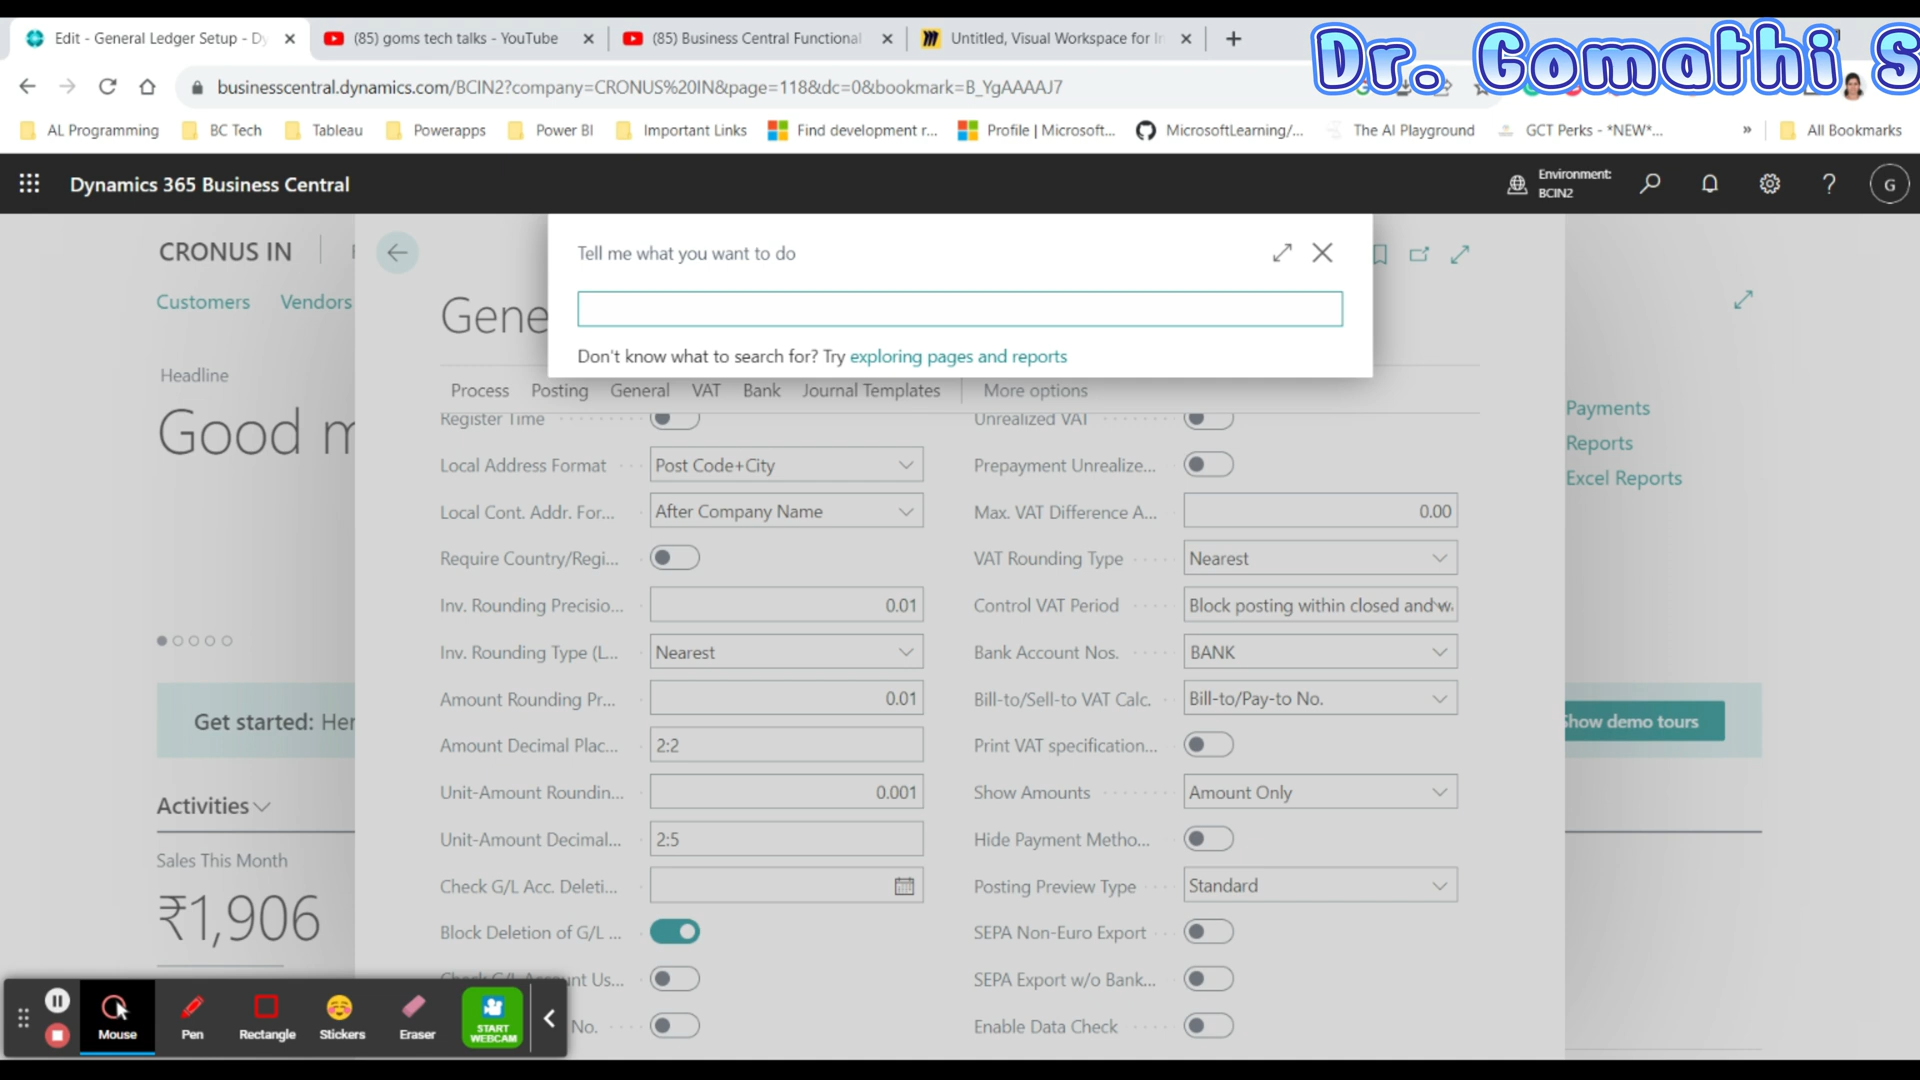 Edit - General Ledger Setup - Dy
(85) goms tech talks - YouTube
(85) Business Central Functional
Untitled, Visual Workspace for In
Dr. Gomathi S
businesscentral.dynamics.com/BCIN2?company=CRONUS%20IN&page=118&dc=0&bookmark=B_YgAAAAJ7
AL Programming
BC Tech
Tableau
Powerapps
Power BI
Important Links
Find development r...
Profile | Microsoft...
MicrosoftLearning/...
The AI Playground
GCT Perks - *NEW*...
»
All Bookmarks
Dynamics 365 Business Central
Environment:
BCIN2
?
G
CRONUS IN
Customers
Vendors
Tell me what you want to do
Don't know what to search for? Try exploring pages and reports
Gene
Process
Posting
General
VAT
Bank
Journal Templates
More options
Headline
Good m
Payments
Reports
Excel Reports
Register Time
Local Address Format
Post Code+City
Local Cont. Addr. For...
After Company Name
Require Country/Regi...
Inv. Rounding Precisio...
0.01
Inv. Rounding Type (L...
Nearest
Amount Rounding Pr...
0.01
Amount Decimal Plac...
2:2
Unit-Amount Roundin...
0.001
Unit-Amount Decimal...
2:5
Check G/L Acc. Deleti...
Block Deletion of G/L ...
Check G/L Account Us...
No.
Unrealized VAT
Prepayment Unrealize...
Max. VAT Difference A...
0.00
VAT Rounding Type
Nearest
Control VAT Period
Block posting within closed and w
Bank Account Nos.
BANK
Bill-to/Sell-to VAT Calc.
Bill-to/Pay-to No.
Print VAT specification...
Show Amounts
Amount Only
Hide Payment Metho...
Posting Preview Type
Standard
SEPA Non-Euro Export
SEPA Export w/o Bank...
Enable Data Check
Get started: Her
Show demo tours
Activities
Sales This Month
₹1,906
Mouse
Pen
Rectangle
Stickers
Eraser
START
WEBCAM